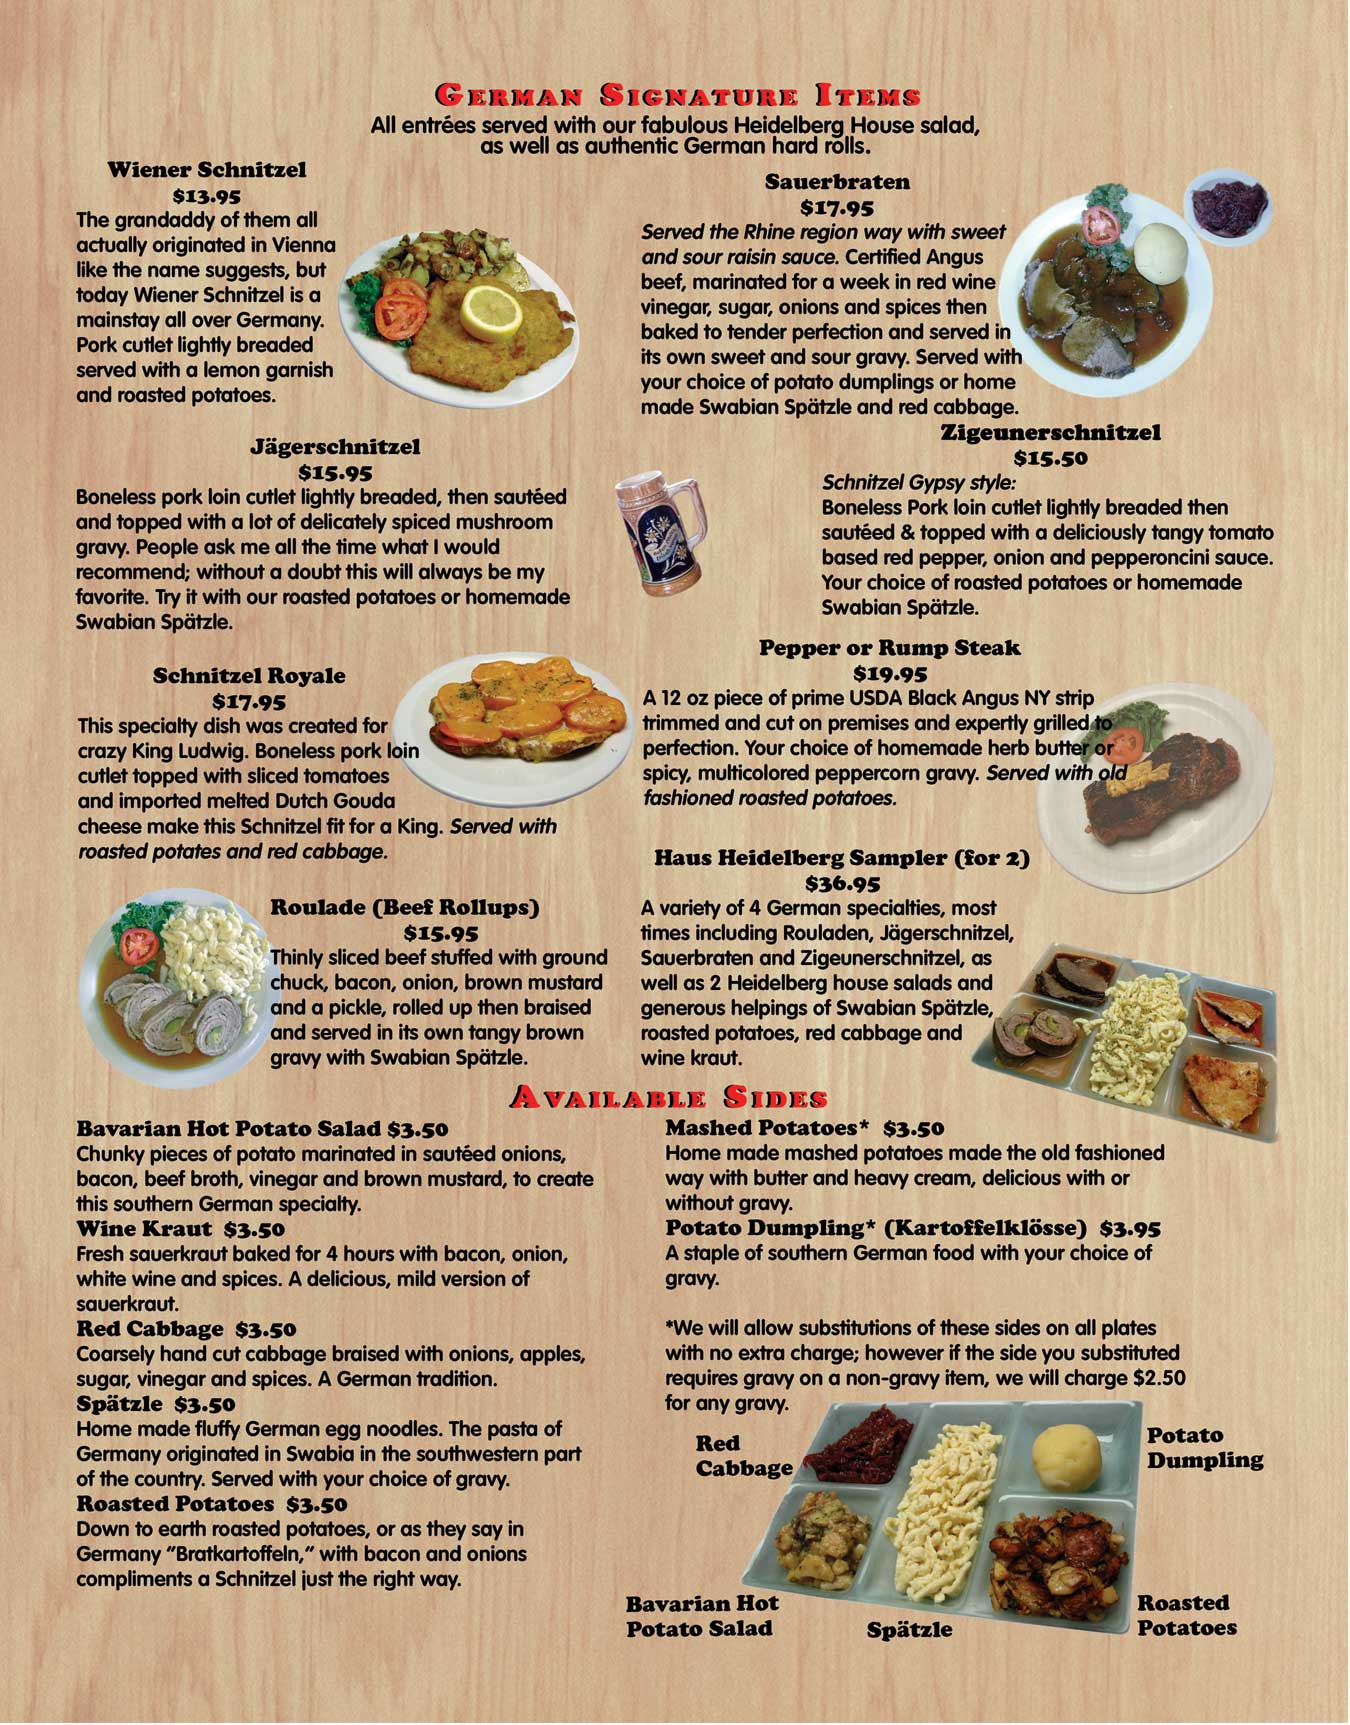 German Signature Items
All entrées served with our fabulous Heidelberg House salad,
as well as authentic German hard rolls.
Wiener Schnitzel
$13.95
The grandaddy of them all
actually originated in Vienna
like the name suggests, but
today Wiener Schnitzel is a
mainstay all over Germany.
Pork cutlet lightly breaded
served with a lemon garnish
and roasted potatoes.
Jägerschnitzel
$15.95
Boneless pork loin cutlet lightly breaded, then sautéed
and topped with a lot of delicately spiced mushroom
gravy. People ask me all the time what I would
recommend; without a doubt this will always be my
favorite. Try it with our roasted potatoes or homemade
Swabian Spätzle.
Schnitzel Royale
$17.95
This specialty dish was created for
crazy King Ludwig. Boneless pork loin
cutlet topped with sliced tomatoes
and imported melted Dutch Gouda
cheese make this Schnitzel fit for a King. Served with
roasted potates and red cabbage.
Roulade (Beef Rollups)
$15.95
Thinly sliced beef stuffed with ground
chuck, bacon, onion, brown mustard
and a pickle, rolled up then braised
and served in its own tangy brown
gravy with Swabian Spätzle.
Sauerbraten
$17.95
Served the Rhine region way with sweet
and sour raisin sauce. Certified Angus
beef, marinated for a week in red wine
vinegar, sugar, onions and spices then
baked to tender perfection and served in
its own sweet and sour gravy. Served with
your choice of potato dumplings or home
made Swabian Spätzle and red cabbage.
Zigeunerschnitzel
$15.50
Schnitzel Gypsy style:
Boneless Pork loin cutlet lightly breaded then
sautéed & topped with a deliciously tangy tomato
based red pepper, onion and pepperoncini sauce.
Your choice of roasted potatoes or homemade
Swabian Spätzle.
Pepper or Rump Steak
$19.95
A 12 oz piece of prime USDA Black Angus NY strip
trimmed and cut on premises and expertly grilled to
perfection. Your choice of homemade herb butter or
spicy, multicolored peppercorn gravy. Served with old
fashioned roasted potatoes.
Haus Heidelberg Sampler (for 2)
$36.95
A variety of 4 German specialties, most
times including Rouladen, Jägerschnitzel,
Sauerbraten and Zigeunerschnitzel, as
well as 2 Heidelberg house salads and
generous helpings of Swabian Spätzle,
roasted potatoes, red cabbage and
wine kraut.
Available Sides
Bavarian Hot Potato Salad $3.50
Chunky pieces of potato marinated in sautéed onions,
bacon, beef broth, vinegar and brown mustard, to create
this southern German specialty.
Wine Kraut $3.50
Fresh sauerkraut baked for 4 hours with bacon, onion,
white wine and spices. A delicious, mild version of
sauerkraut.
Red Cabbage $3.50
Coarsely hand cut cabbage braised with onions, apples,
sugar, vinegar and spices. A German tradition.
Spätzle $3.50
Home made fluffy German egg noodles. The pasta of
Germany originated in Swabia in the southwestern part
of the country. Served with your choice of gravy.
Roasted Potatoes $3.50
Down to earth roasted potatoes, or as they say in
Germany "Bratkartoffeln," with bacon and onions
compliments a Schnitzel just the right way.
Mashed Potatoes* $3.50
Home made mashed potatoes made the old fashioned
way with butter and heavy cream, delicious with or
without gravy.
Potato Dumpling* (Kartoffelklösse) $3.95
A staple of southern German food with your choice of
gravy.
*We will allow substitutions of these sides on all plates
with no extra charge; however if the side you substituted
requires gravy on a non-gravy item, we will charge $2.50
for any gravy.
Red
Cabbage
Potato
Dumpling
Bavarian Hot
Potato Salad
Spätzle
Roasted
Potatoes